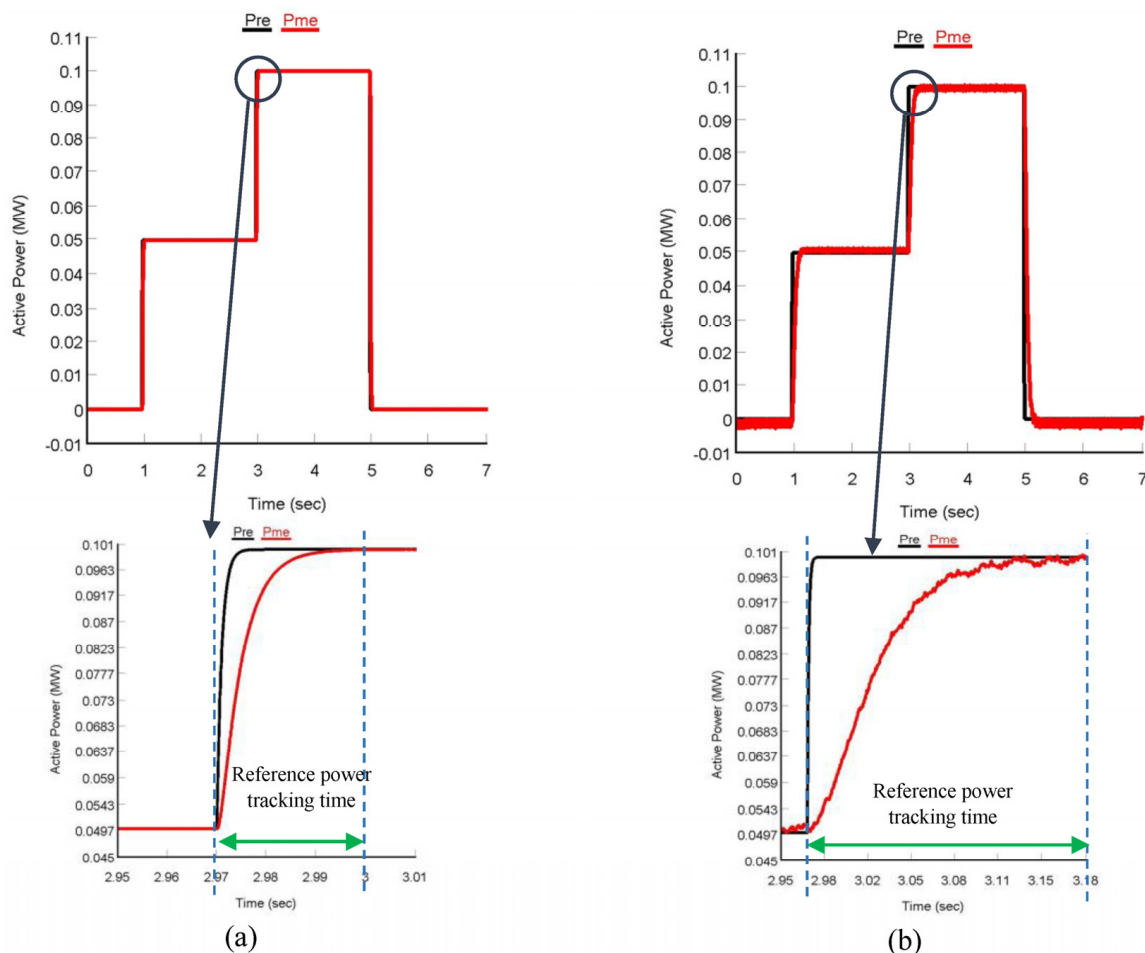 Pre Pme
0.11
0.1
0.09
0.08
0.07
0.06
0.05
0.04
0.03
0.02
0.01
0
-0.01
Active Power (MW)
0 1 2 3 4 5 6 7
Time (sec)
Pre Pme
0.101
0.0963
0.0917
0.087
0.0823
0.0777
0.073
0.0683
0.0637
0.059
0.0543
0.0497
0.045
Active Power (MW)
Reference power
tracking time
2.95 2.96 2.97 2.98 2.99 3 3.01
Time (sec)
(a)
Pre Pme
0.11
0.1
0.09
0.08
0.07
0.06
0.05
0.04
0.03
0.02
0.01
0
-0.01
Active Power (MW)
0 1 2 3 4 5 6 7
Time (sec)
Pre Pme
0.101
0.0963
0.0917
0.087
0.0823
0.0777
0.073
0.0683
0.0637
0.059
0.0543
0.0497
0.045
Active Power (MW)
Reference power
tracking time
2.95 2.98 3.02 3.05 3.08 3.11 3.15 3.18
Time (sec)
(b)